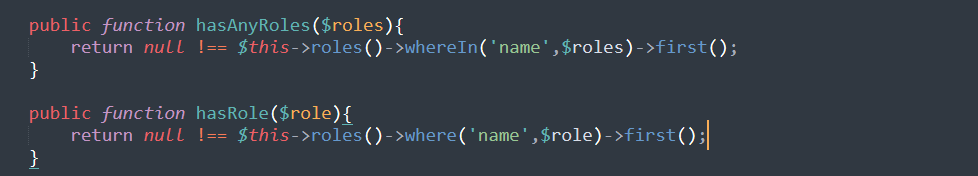 public function hasAnyRoles($roles){
    return null !== $this->roles()->whereIn('name',$roles)->first();
}
public function hasRole($role){
    return null !== $this->roles()->where('name',$role)->first();
}